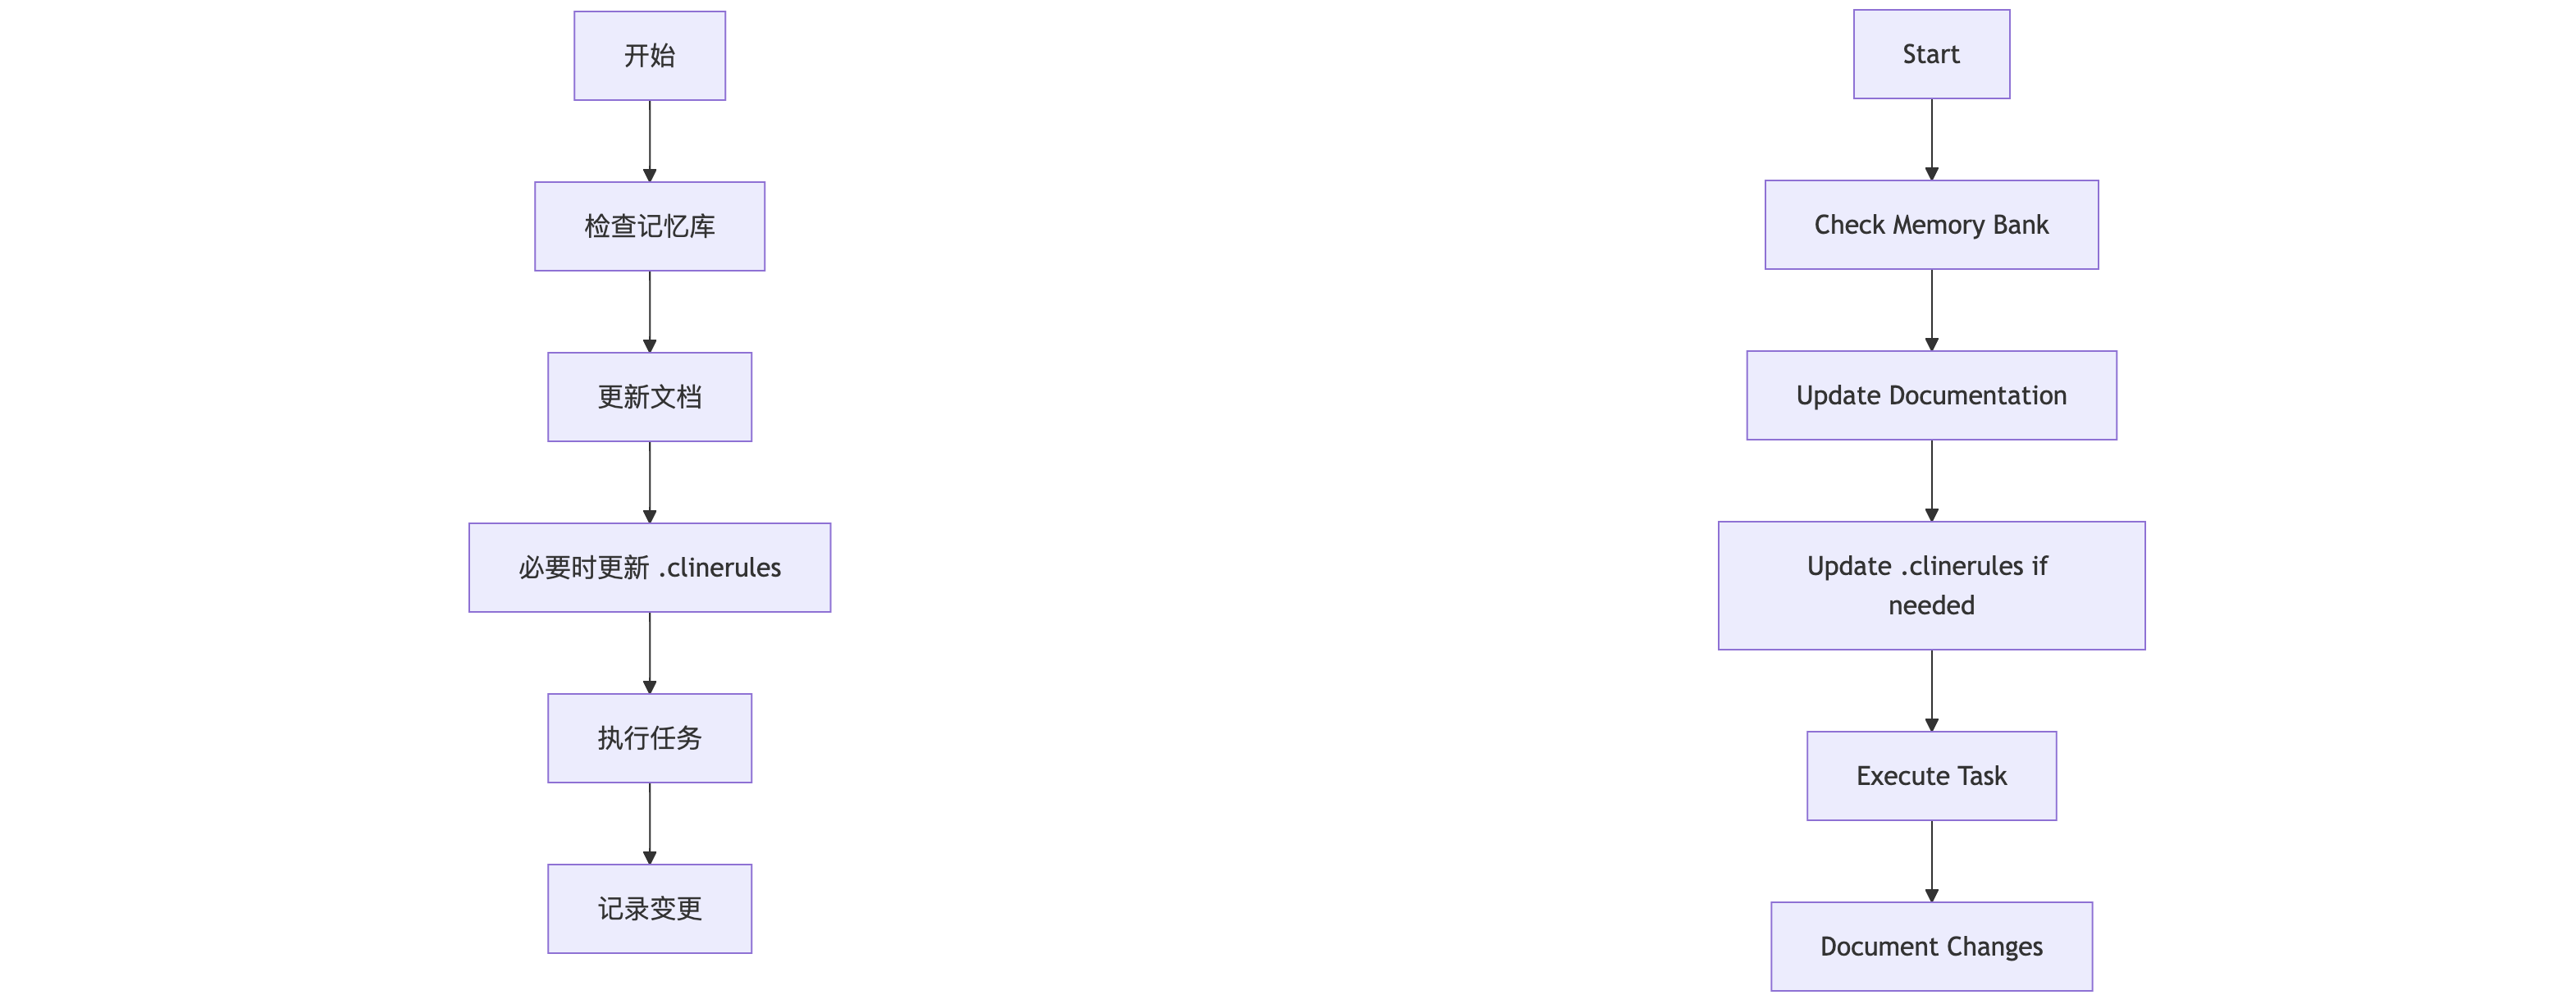 开始
检查记忆库
更新文档
必要时更新 .clinerules
执行任务
记录变更
Start
Check Memory Bank
Update Documentation
Update .clinerules if
needed
Execute Task
Document Changes